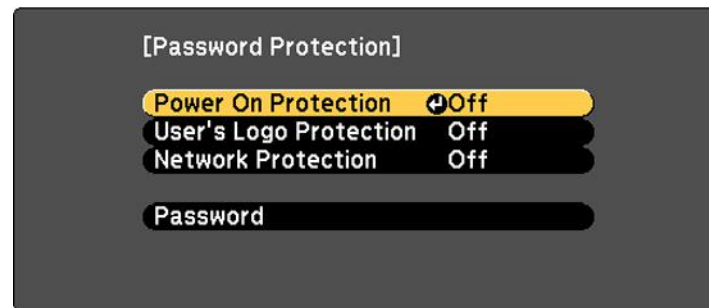 [Password Protection]
Power On Protection Off
User's Logo Protection Off
Network Protection Off
Password